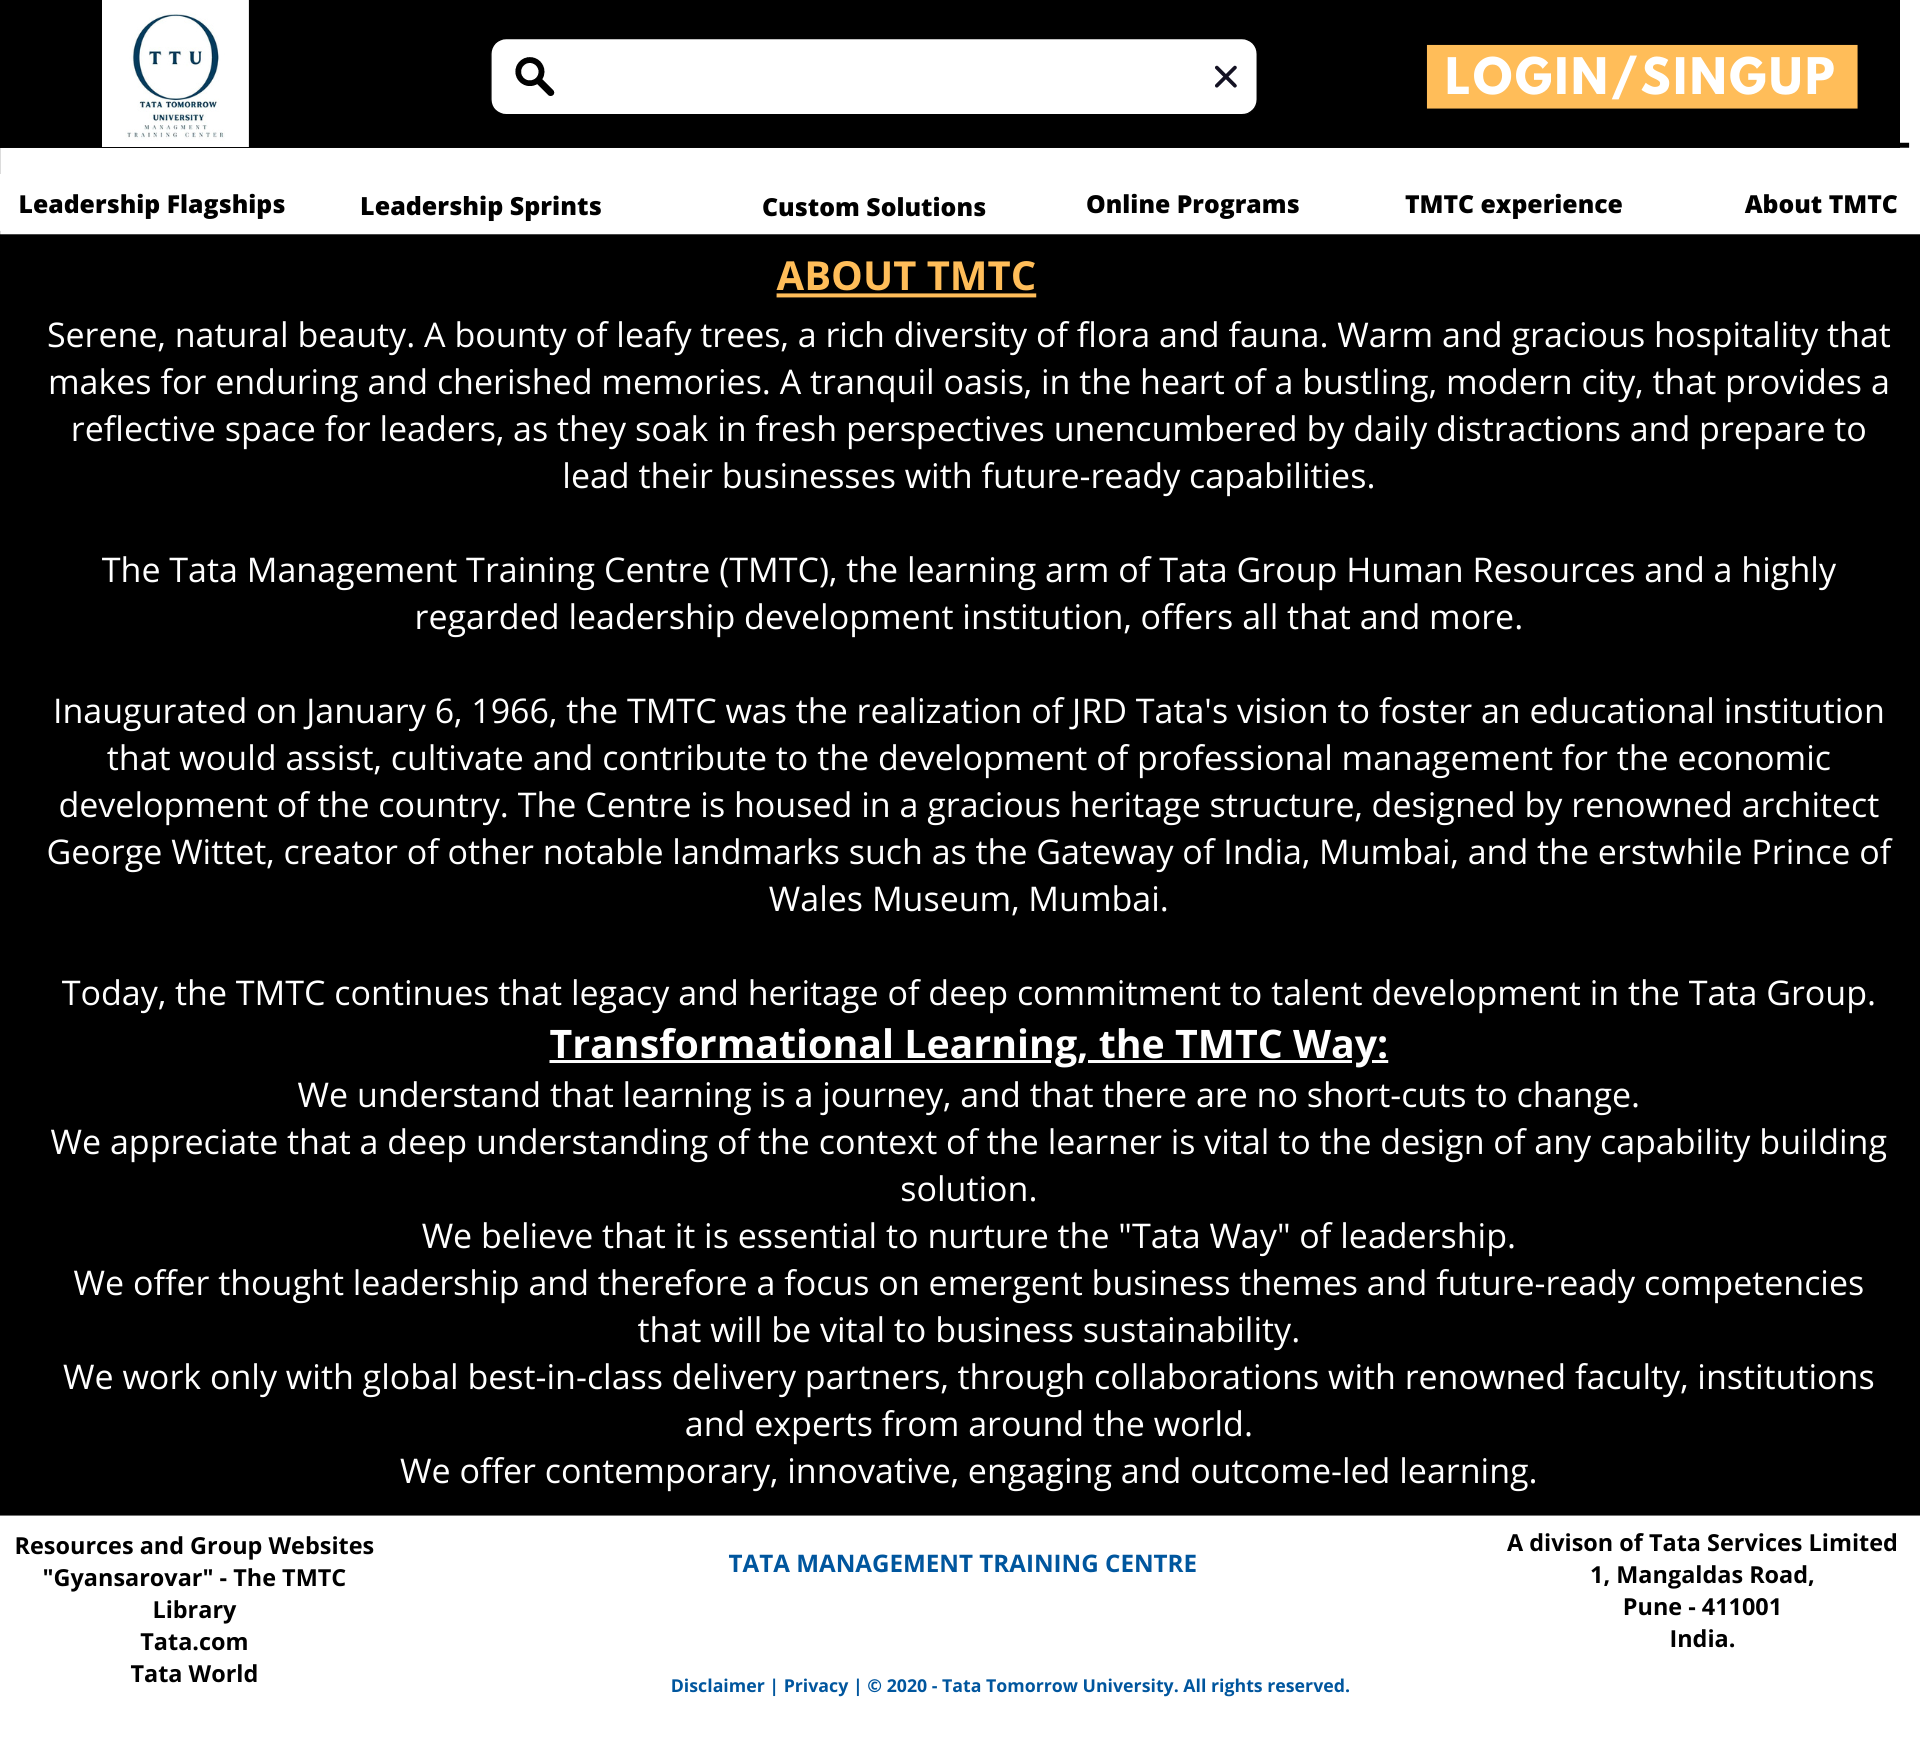 T T U
TATA TOMORROW
UNIVERSITY
MANAGMENT
TRAINING CENTER
LOGIN/SINGUP
Leadership Flagships
Leadership Sprints
Custom Solutions
Online Programs
TMTC experience
About TMTC
ABOUT TMTC
Serene, natural beauty. A bounty of leafy trees, a rich diversity of flora and fauna. Warm and gracious hospitality that
makes for enduring and cherished memories. A tranquil oasis, in the heart of a bustling, modern city, that provides a
reflective space for leaders, as they soak in fresh perspectives unencumbered by daily distractions and prepare to
lead their businesses with future-ready capabilities.
The Tata Management Training Centre (TMTC), the learning arm of Tata Group Human Resources and a highly
regarded leadership development institution, offers all that and more.
Inaugurated on January 6, 1966, the TMTC was the realization of JRD Tata's vision to foster an educational institution
that would assist, cultivate and contribute to the development of professional management for the economic
development of the country. The Centre is housed in a gracious heritage structure, designed by renowned architect
George Wittet, creator of other notable landmarks such as the Gateway of India, Mumbai, and the erstwhile Prince of
Wales Museum, Mumbai.
Today, the TMTC continues that legacy and heritage of deep commitment to talent development in the Tata Group.
Transformational Learning, the TMTC Way:
We understand that learning is a journey, and that there are no short-cuts to change.
We appreciate that a deep understanding of the context of the learner is vital to the design of any capability building
solution.
We believe that it is essential to nurture the "Tata Way" of leadership.
We offer thought leadership and therefore a focus on emergent business themes and future-ready competencies
that will be vital to business sustainability.
We work only with global best-in-class delivery partners, through collaborations with renowned faculty, institutions
and experts from around the world.
We offer contemporary, innovative, engaging and outcome-led learning.
Resources and Group Websites
"Gyansarovar" - The TMTC
Library
Tata.com
Tata World
TATA MANAGEMENT TRAINING CENTRE
Disclaimer | Privacy | © 2020 - Tata Tomorrow University. All rights reserved.
A divison of Tata Services Limited
1, Mangaldas Road,
Pune - 411001
India.